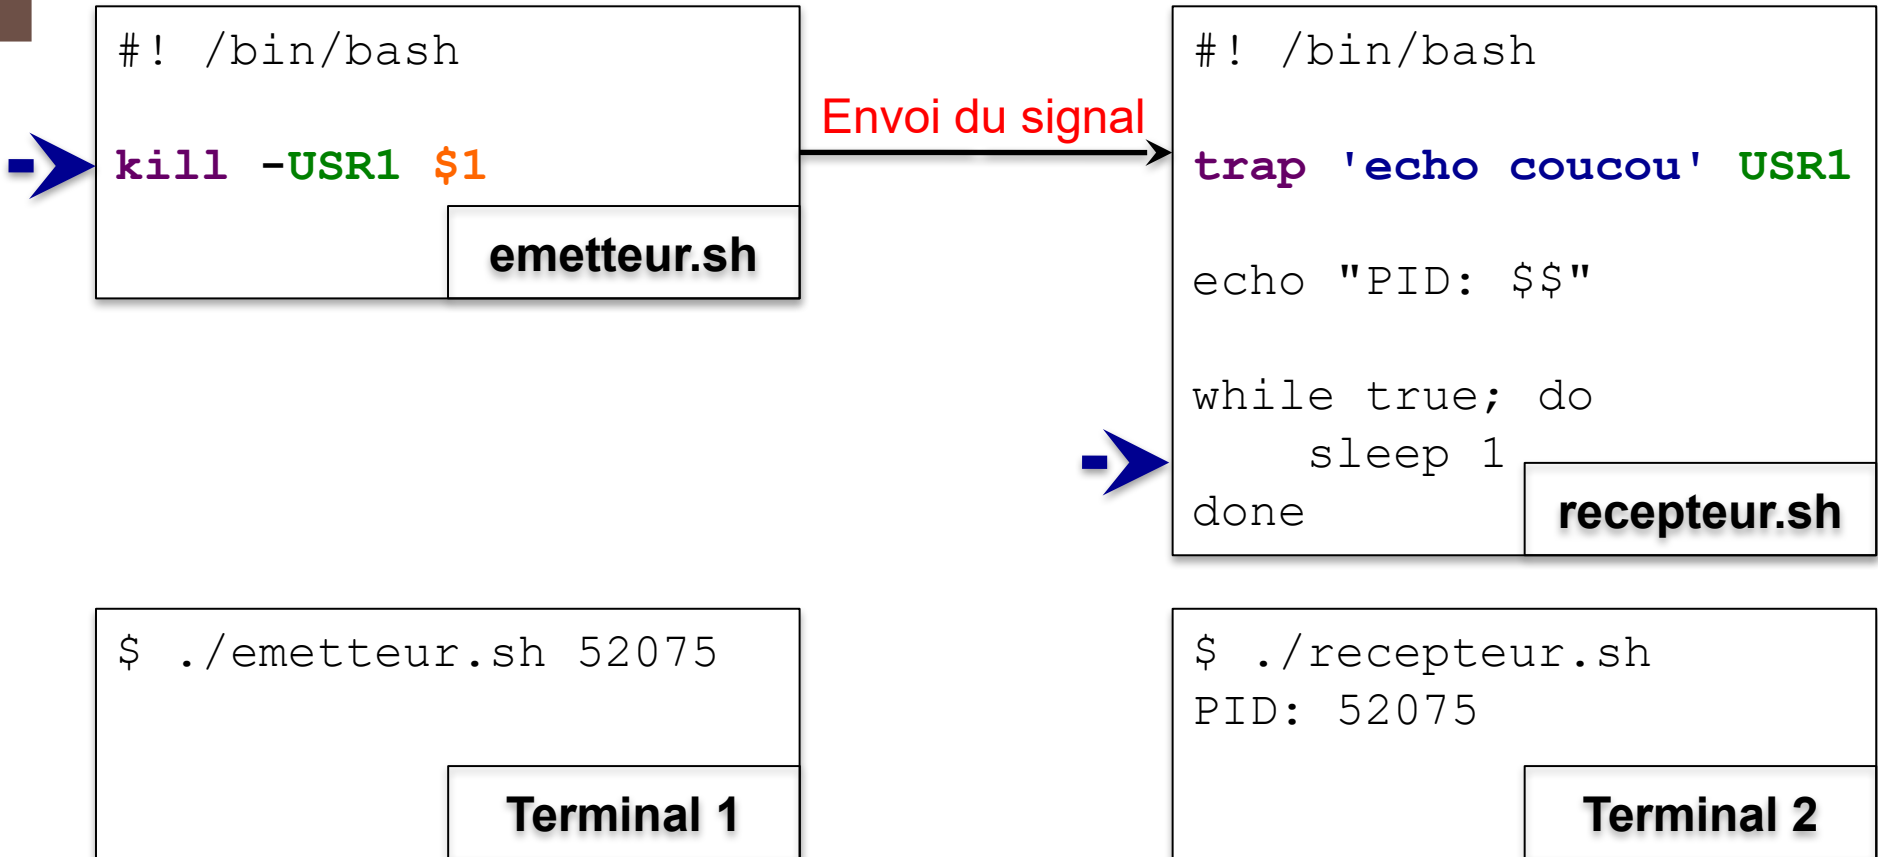 #! /bin/bash
kill -USR1 $1
emetteur.sh
Envoi du signal
#! /bin/bash
trap 'echo coucou' USR1
echo "PID: $$"
while true; do
sleep 1
done
recepteur.sh
$ ./emetteur.sh 52075
Terminal 1
$ ./recepteur.sh
PID: 52075
Terminal 2